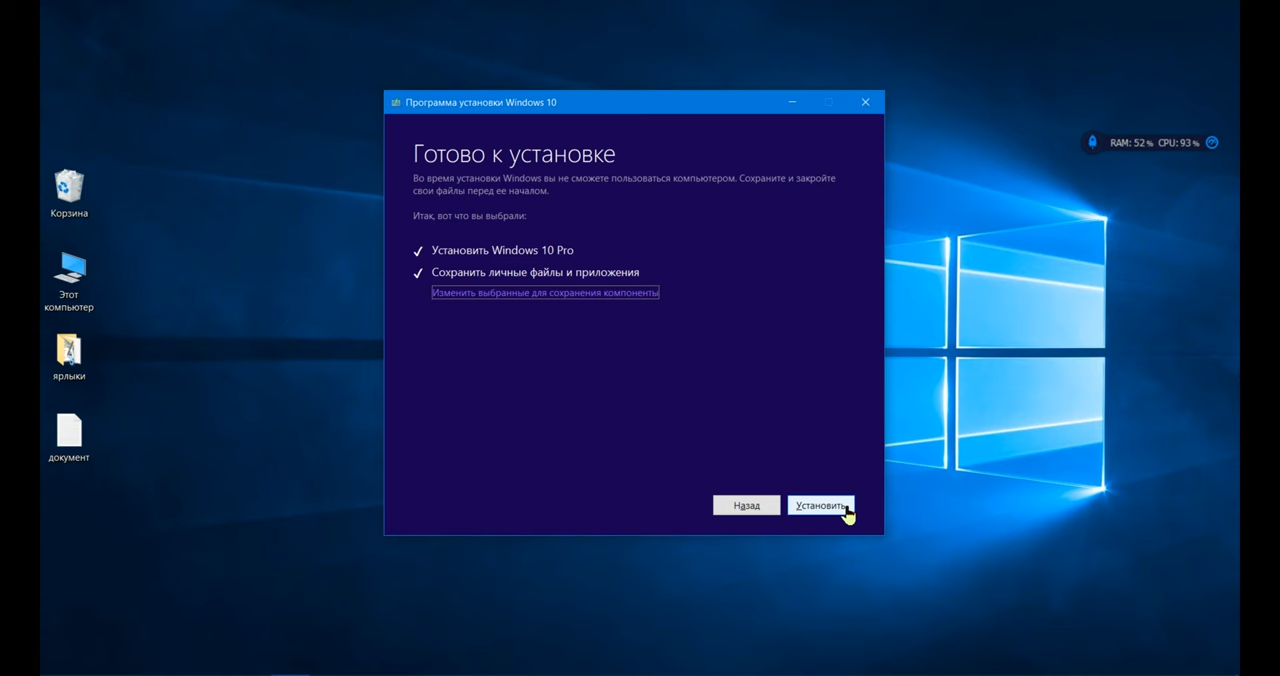 Программа установки Windows 10
Готово к установке
Во время установки Windows вы не сможете пользоваться компьютером. Сохраните и закройте
свои файлы перед ее началом.
Итак, вот что вы выбрали:
Установить Windows 10 Pro
Сохранить личные файлы и приложения
Изменить выбранные для сохранения компоненты
Назад
Установить
RAM: 52% CPU: 93%
Корзина
Этот
компьютер
ярлыки
документ